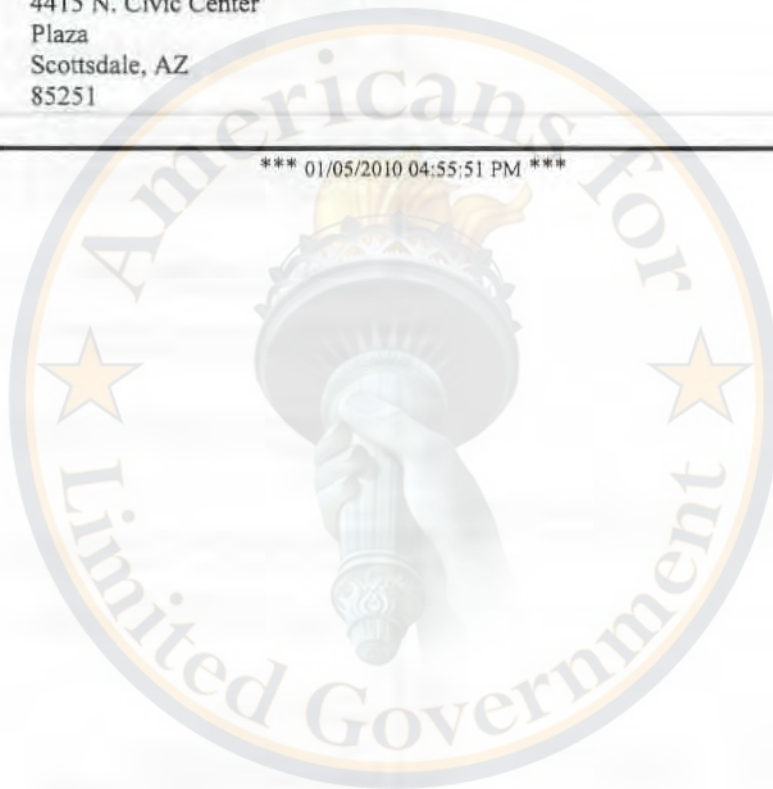 4415 N. Civic Center
Plaza
Scottsdale, AZ
85251
*** 01/05/2010 04:55:51 PM ***
Americans for
Limited Government